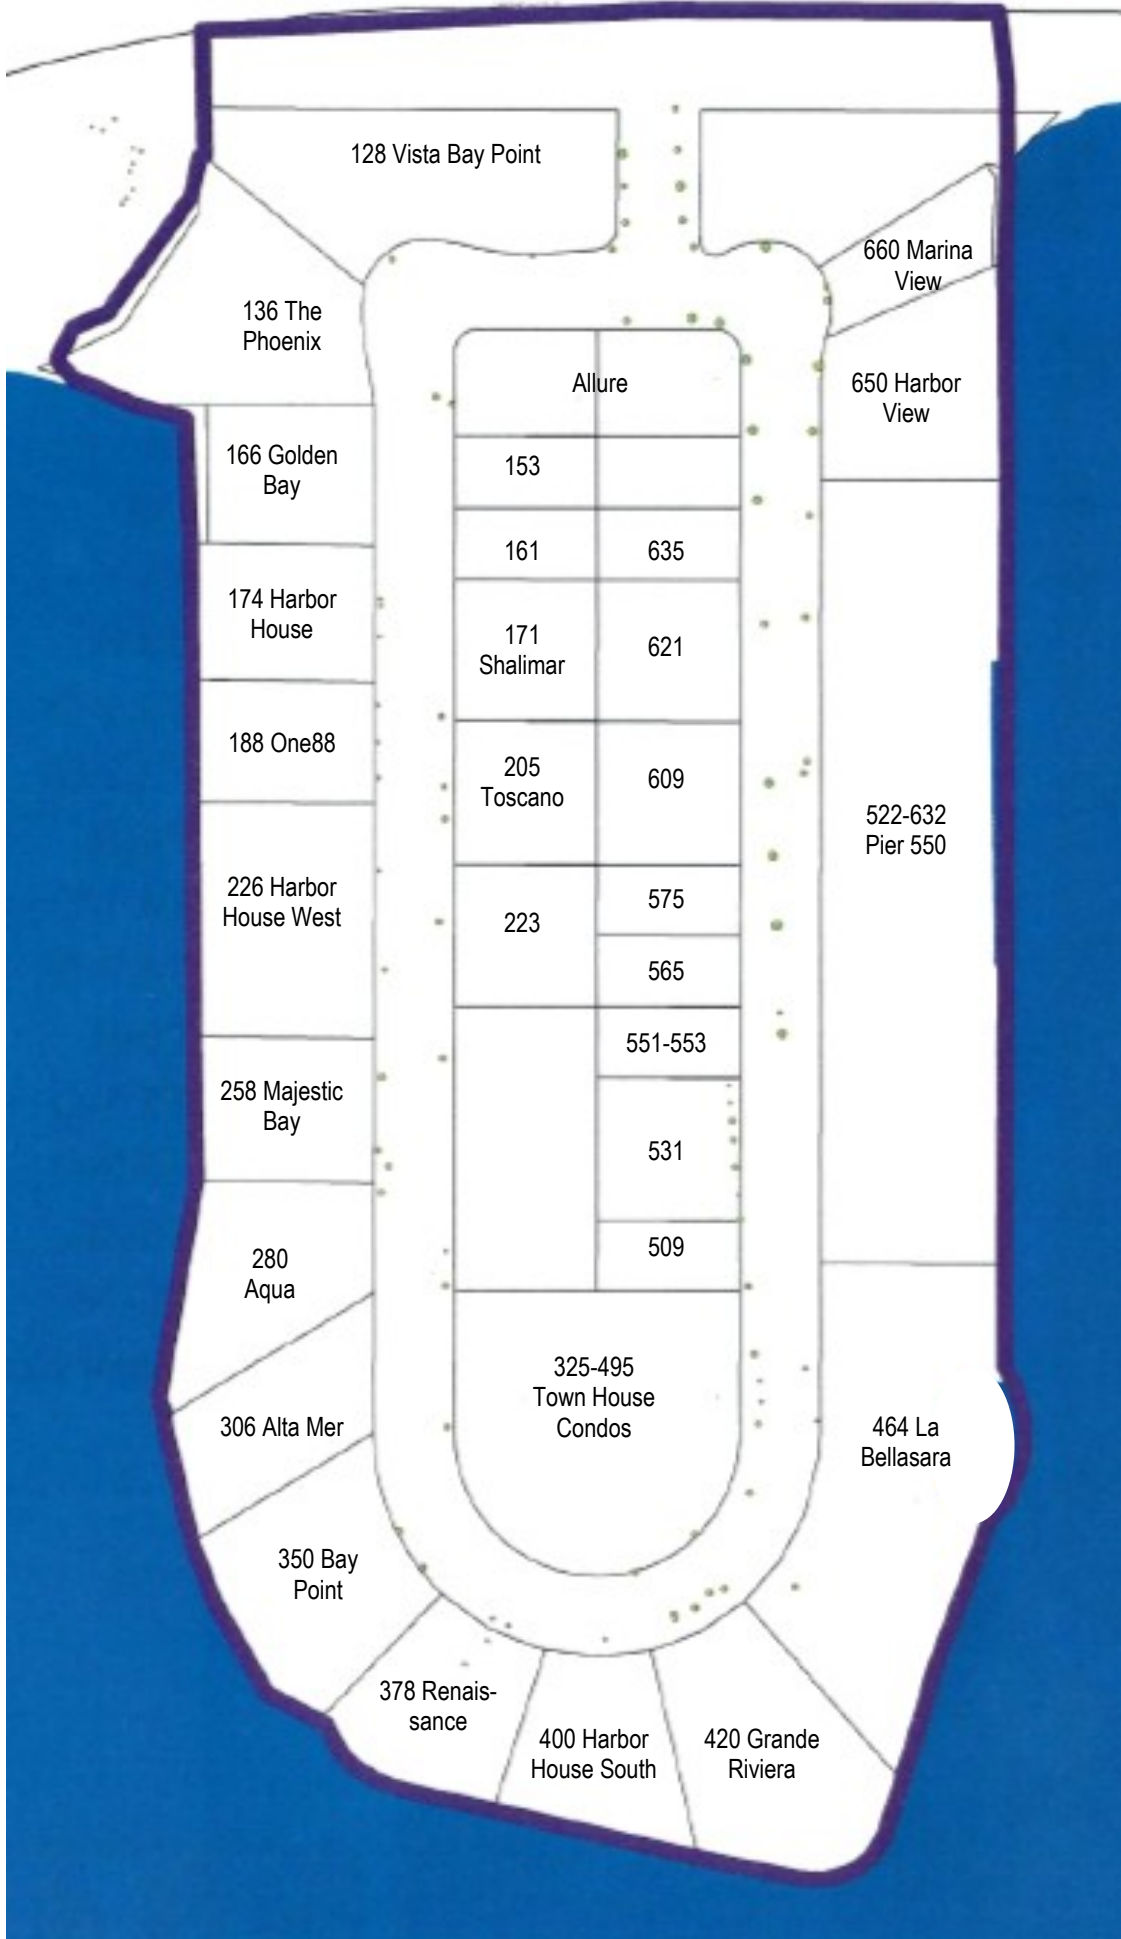 128 Vista Bay Point
660 Marina
View
136 The
Phoenix
650 Harbor
View
Allure
166 Golden
Bay
153
161
635
174 Harbor
House
171
Shalimar
621
188 One88
205
Toscano
609
522-632
Pier 550
226 Harbor
House West
223
575
565
551-553
258 Majestic
Bay
531
509
280
Aqua
325-495
Town House
Condos
306 Alta Mer
464 La
Bellasara
350 Bay
Point
378 Renais-
sance
400 Harbor
House South
420 Grande
Riviera